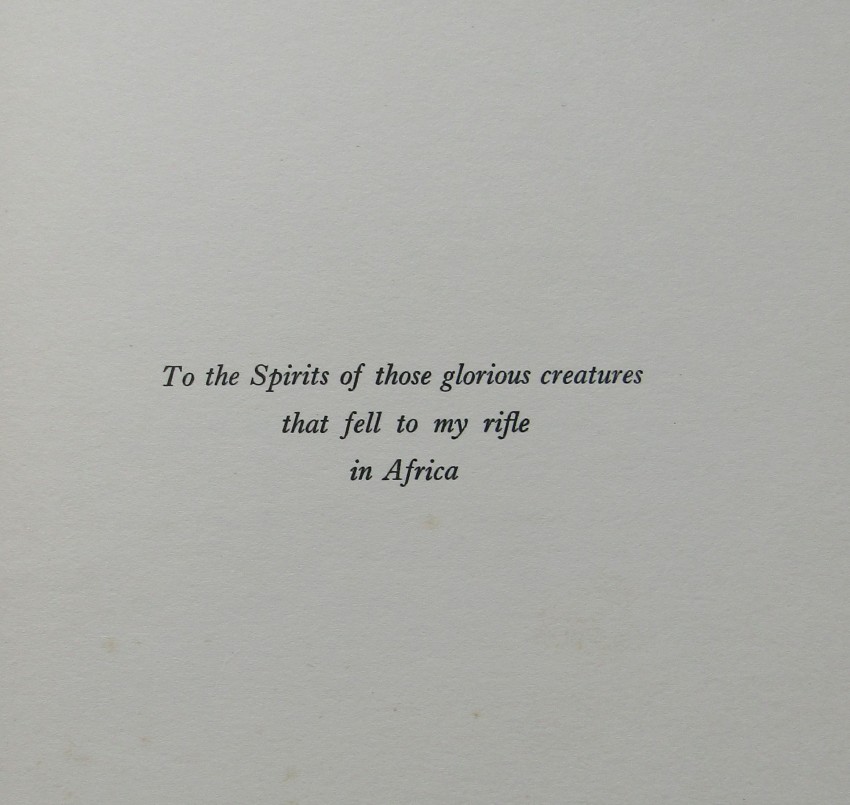 To the Spirits of those glorious creatures
that fell to my rifle
in Africa